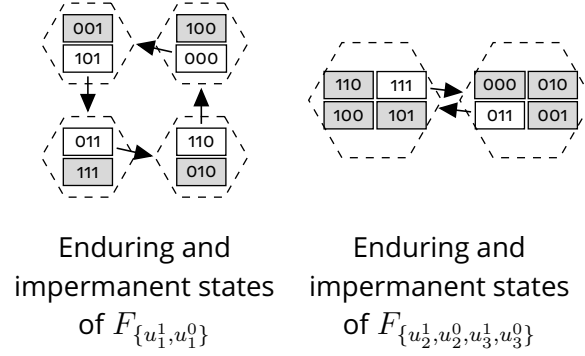 001 100
101 000
011 110
111 010
110 111 000 010
100 101 011 001
Enduring and
impermanent states
of F_{\{u_1^1,u_1^0\}}
Enduring and
impermanent states
of F_{\{u_2^1,u_2^0,u_3^1,u_3^0\}}